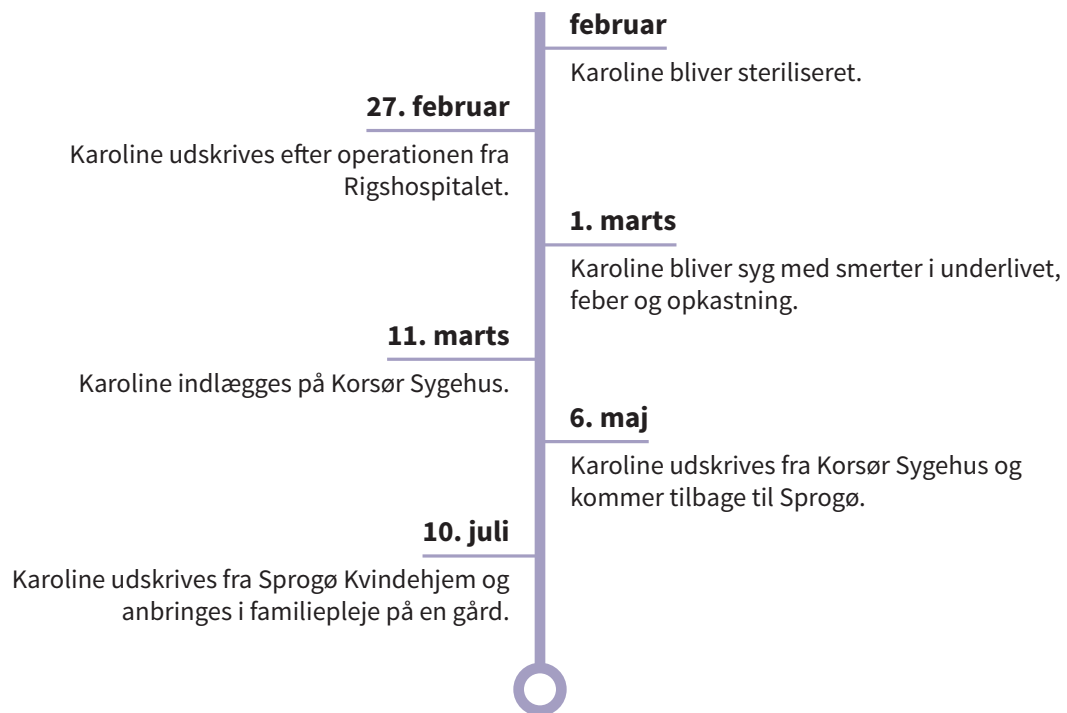 februar
Karoline bliver steriliseret.
27. februar
Karoline udskrives efter operationen fra
Rigshospitalet.
1. marts
Karoline bliver syg med smerter i underlivet,
feber og opkastning.
11. marts
Karoline indlægges på Korsør Sygehus.
6. maj
Karoline udskrives fra Korsør Sygehus og
kommer tilbage til Sprogø.
10. juli
Karoline udskrives fra Sprogø Kvindehjem og
anbringes i familiepleje på en gård.